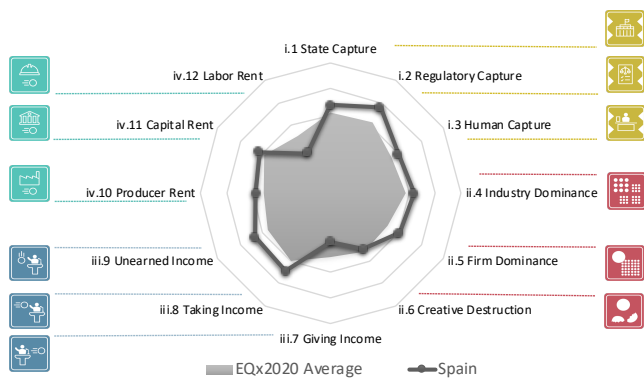 i.1 State Capture
i.2 Regulatory Capture
i.3 Human Capture
ii.4 Industry Dominance
ii.5 Firm Dominance
ii.6 Creative Destruction
iii.7 Giving Income
iii.8 Taking Income
iii.9 Unearned Income
iv.10 Producer Rent
iv.11 Capital Rent
iv.12 Labor Rent
EQx2020 Average
Spain